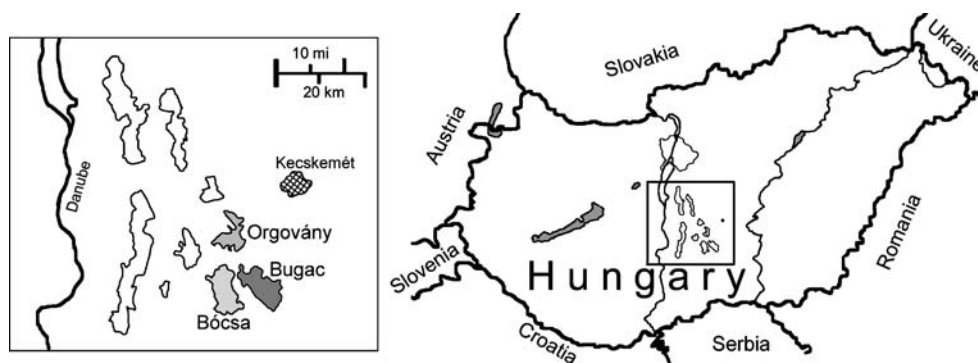 10 mi
20 km
Danube
Kecskemét
Orgovány
Bugac
Bócsa
Slovakia
Ukraine
Austria
Romania
Slovenia
Hungary
Croatia
Serbia